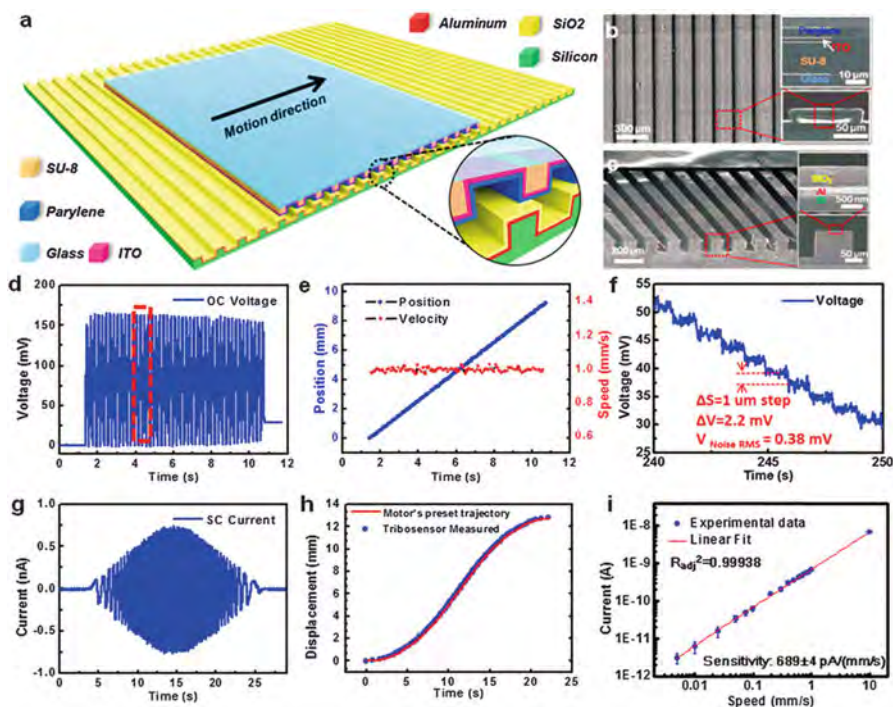 a
Aluminum
SiO2
Silicon
Motion direction
SU-8
Parylene
Glass
ITO
b
300 μm
Parylene
ITO
SU-8
Glass
10 μm
50 μm
200 μm
SiO₂
Al
500 nm
50 μm
d
OC Voltage
Voltage (mV)
200
150
100
50
0
0 2 4 6 8 10 12
Time (s)
e
Position
Velocity
Position (mm)
10
8
6
4
2
0
Speed (mm/s)
1.4
1.2
1.0
0.8
0.6
0 2 4 6 8 10 12
Time (s)
f
Voltage
Voltage (mV)
55
50
45
40
35
30
25
ΔS=1 um step
ΔV=2.2 mV
V Noise RMS = 0.38 mV
240 245 250
Time (s)
g
SC Current
Current (nA)
1.0
0.5
0.0
-0.5
-1.0
0 5 10 15 20 25
Time (s)
h
Motor's preset trajectory
Tribosensor Measured
Displacement (mm)
14
12
10
8
6
4
2
0
0 5 10 15 20 25
Time (s)
i
Experimental data
Linear Fit
Radj²=0.99938
Current (A)
1E-8
1E-9
1E-10
1E-11
1E-12
Sensitivity: 689±4 pA/(mm/s)
0.01 0.1 1 10
Speed (mm/s)